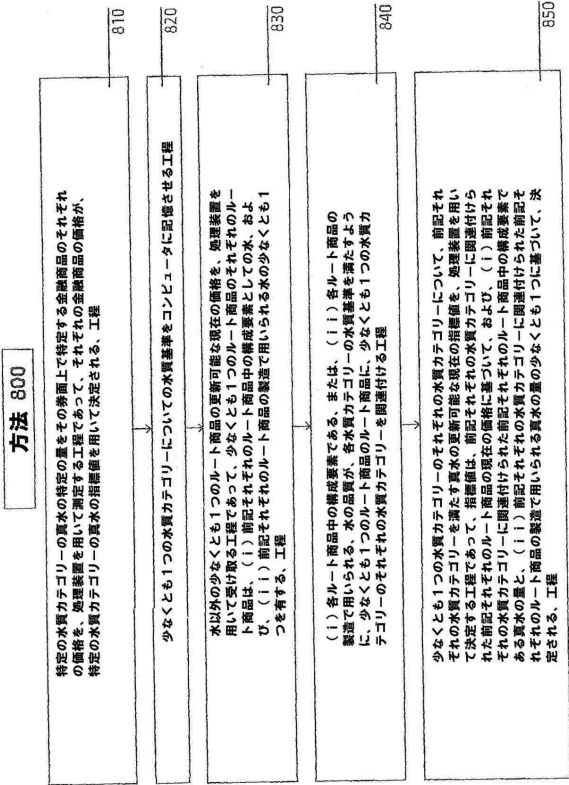 方法 800
特定の水質カテゴリーの真水の特定の量をその券面上で特定する金融商品のそれぞれ
の価格を、処理装置を用いて測定する工程であって、それぞれの金融商品の価格が、
特定の水質カテゴリーの真水の指標値を用いて決定される、工程
810
少なくとも1つの水質カテゴリーについての水質基準をコンピュータに記憶させる工程
820
水以外の少なくとも1つのルート商品の更新可能な現在の価格を、処理装置を
用いて受け取る工程であって、少なくとも1つのルート商品のそれぞれのルー
ト商品は、(i)前記それぞれのルート商品中の構成要素としての水、およ
び、(ii)前記それぞれのルート商品の製造で用いられる水の少なくとも1
つを有する、工程
830
(i)各ルート商品中の構成要素である、または、(ii)各ルート商品の
製造で用いられる、水の品質が、各水質カテゴリーの水質基準を満たすよう
に、少なくとも1つのルート商品のルート商品に、少なくとも1つの水質カ
テゴリーのそれぞれの水質カテゴリーを関連付ける工程
840
少なくとも1つの水質カテゴリーのそれぞれの水質カテゴリーについて、前記それ
ぞれの水質カテゴリーを満たす真水の更新可能な現在の指標値を、処理装置を用い
て決定する工程であって、指標値は、前記それぞれの水質カテゴリーに関連付けら
れた前記それぞれのルート商品の現在の価格に基づいて、および、(i)前記それ
ぞれの水質カテゴリーに関連付けられた前記それぞれのルート商品中の構成要素で
ある真水の量と、(ii)前記それぞれの水質カテゴリーに関連付けられた前記そ
れぞれのルート商品の製造で用いられる真水の量の少なくとも1つに基づいて、決
定される、工程
850